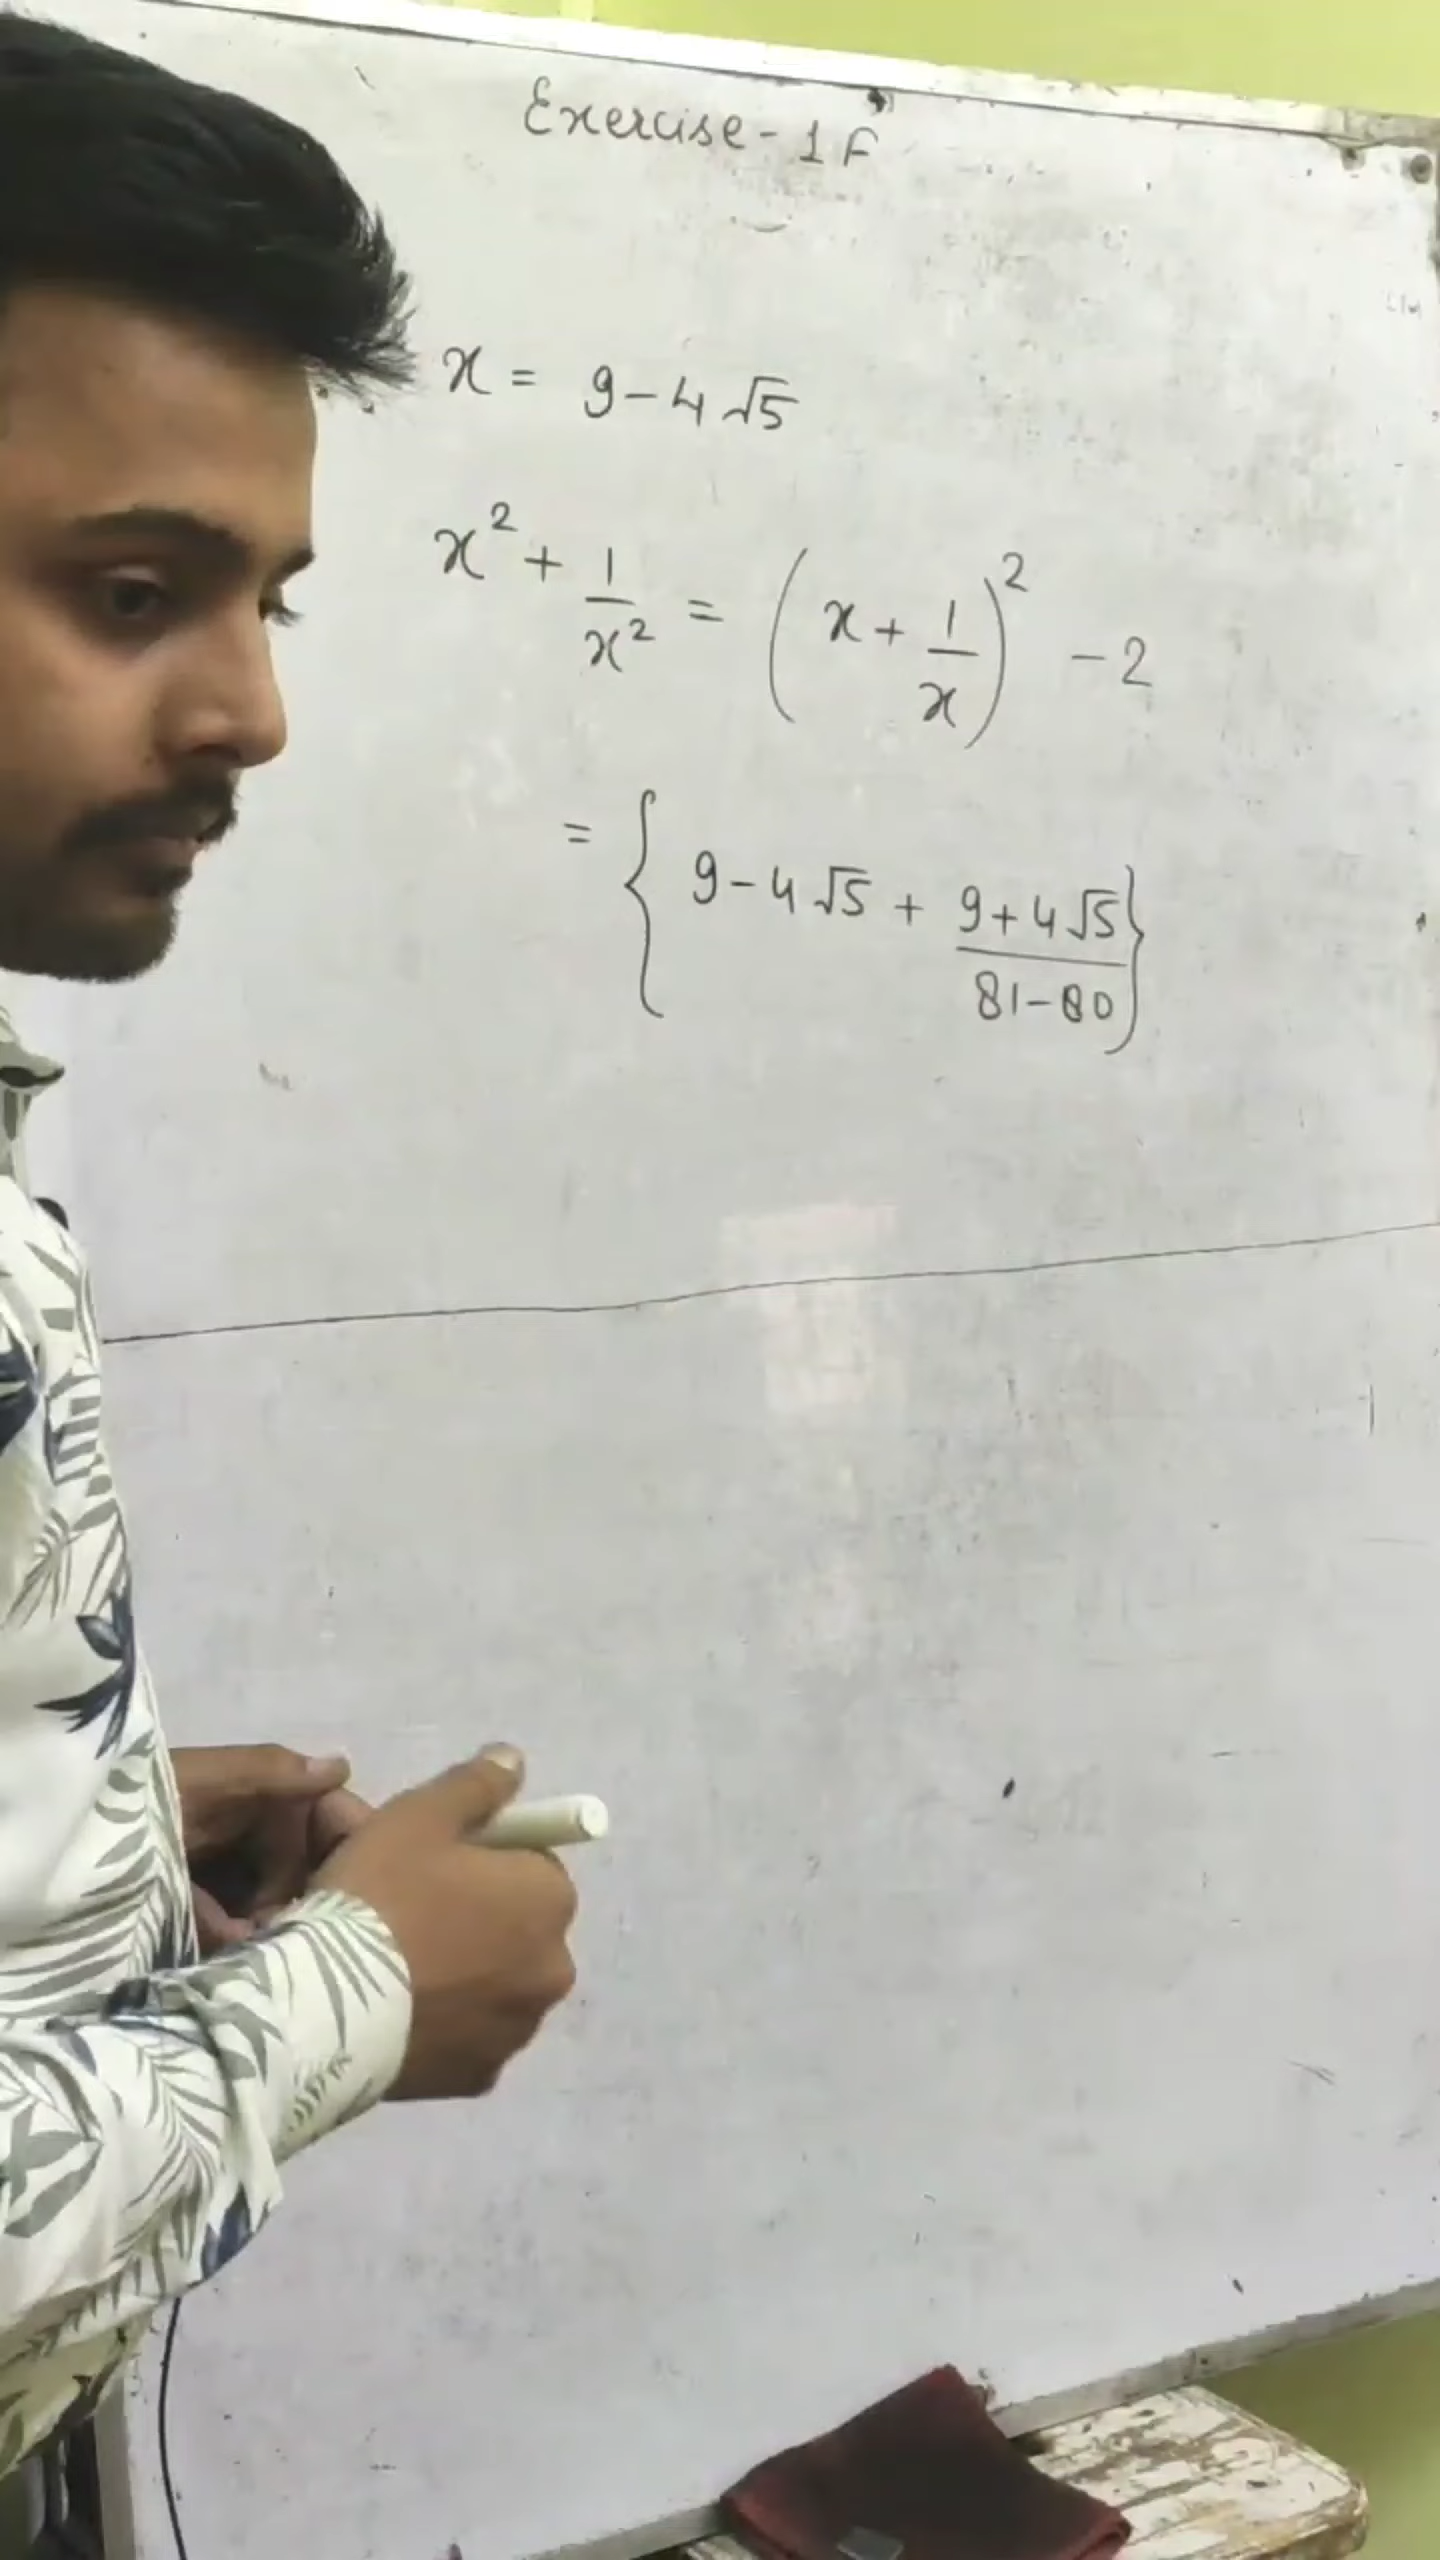 Exercise - 1F
x = 9 - 4√5
x² + 1/x² = (x + 1/x)² - 2
= { 9 - 4√5 + (9 + 4√5)/(81 - 80) }